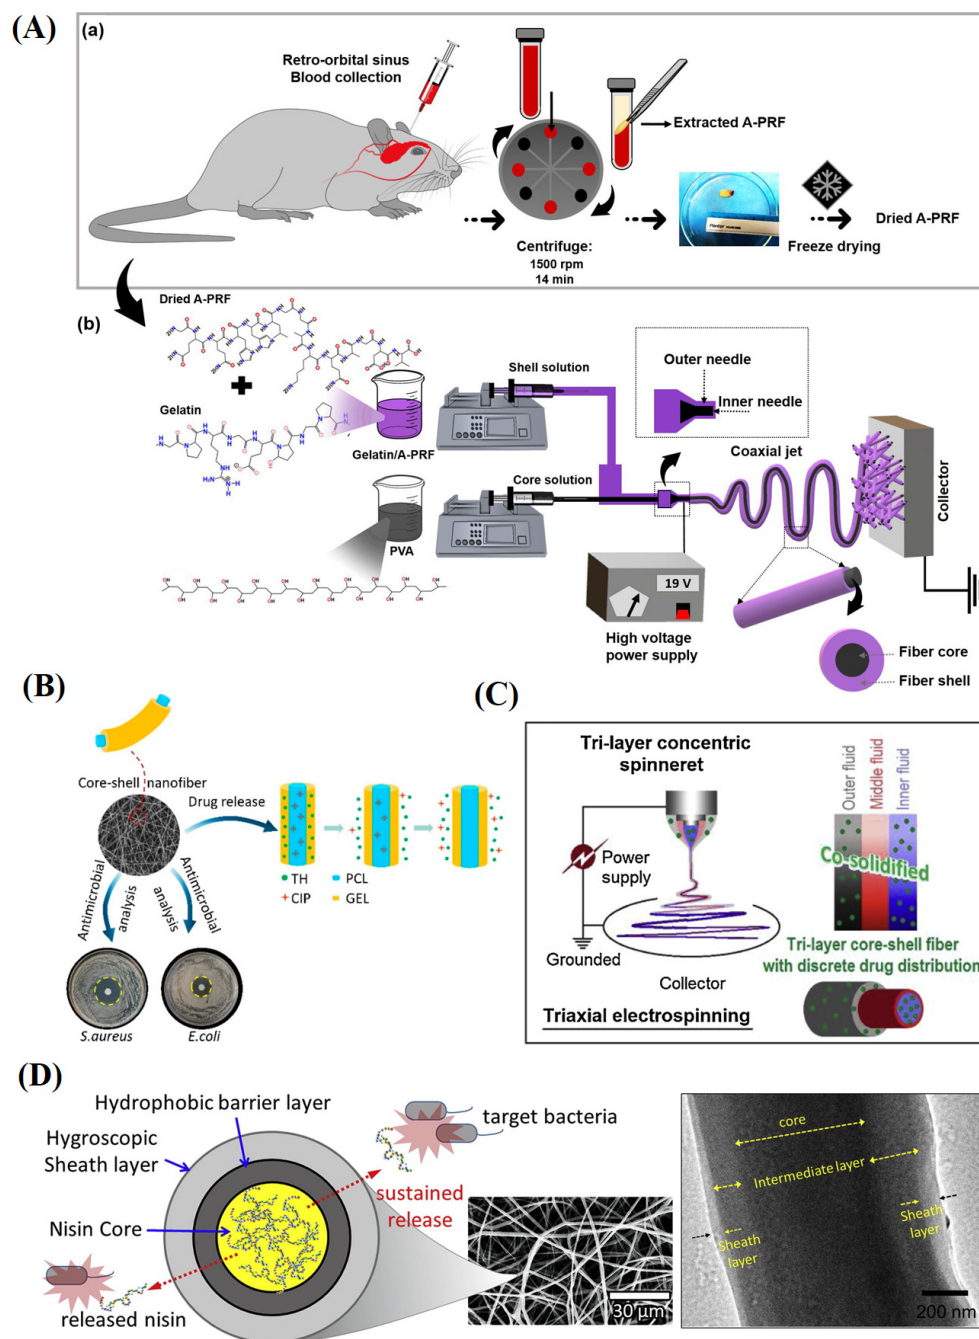 (A)
(a)
Retro-orbital sinus
Blood collection
Extracted A-PRF
Centrifuge:
1500 rpm
14 min
Freeze drying
Dried A-PRF
(b)
Dried A-PRF
Gelatin
Gelatin/A-PRF
PVA
Shell solution
Core solution
Outer needle
Inner needle
Coaxial jet
Collector
19 V
High voltage
power supply
Fiber core
Fiber shell
(B)
Core-shell nanofiber
Drug release
Antimicrobial
analysis
Antimicrobial
analysis
TH
PCL
CIP
GEL
S.aureus
E.coli
(C)
Tri-layer concentric
spinneret
Power
supply
Grounded
Collector
Triaxial electrospinning
Outer fluid
Middle fluid
Inner fluid
Co-solidified
Tri-layer core-shell fiber
with discrete drug distribution
(D)
Hydrophobic barrier layer
Hygroscopic
Sheath layer
Nisin Core
released nisin
target bacteria
sustained
release
30 µm
core
Intermediate layer
Sheath
layer
Sheath
layer
200 nm